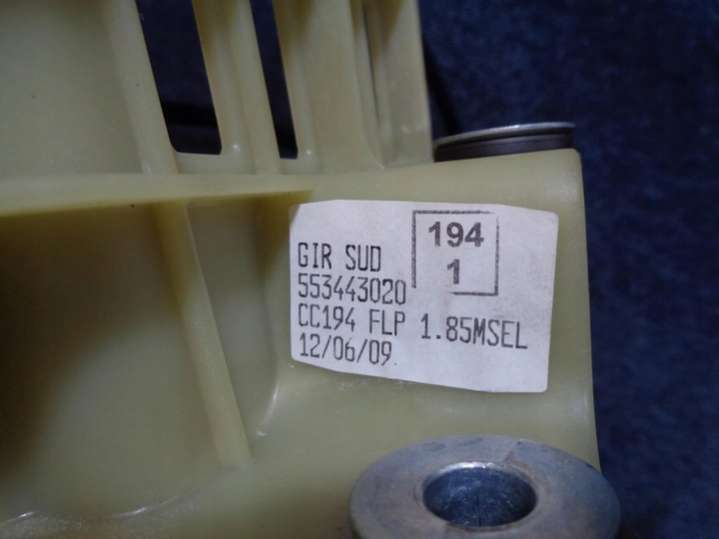 194
1
GIR SUD
553443020
CC194 FLP 1.85MSEL
12/06/09